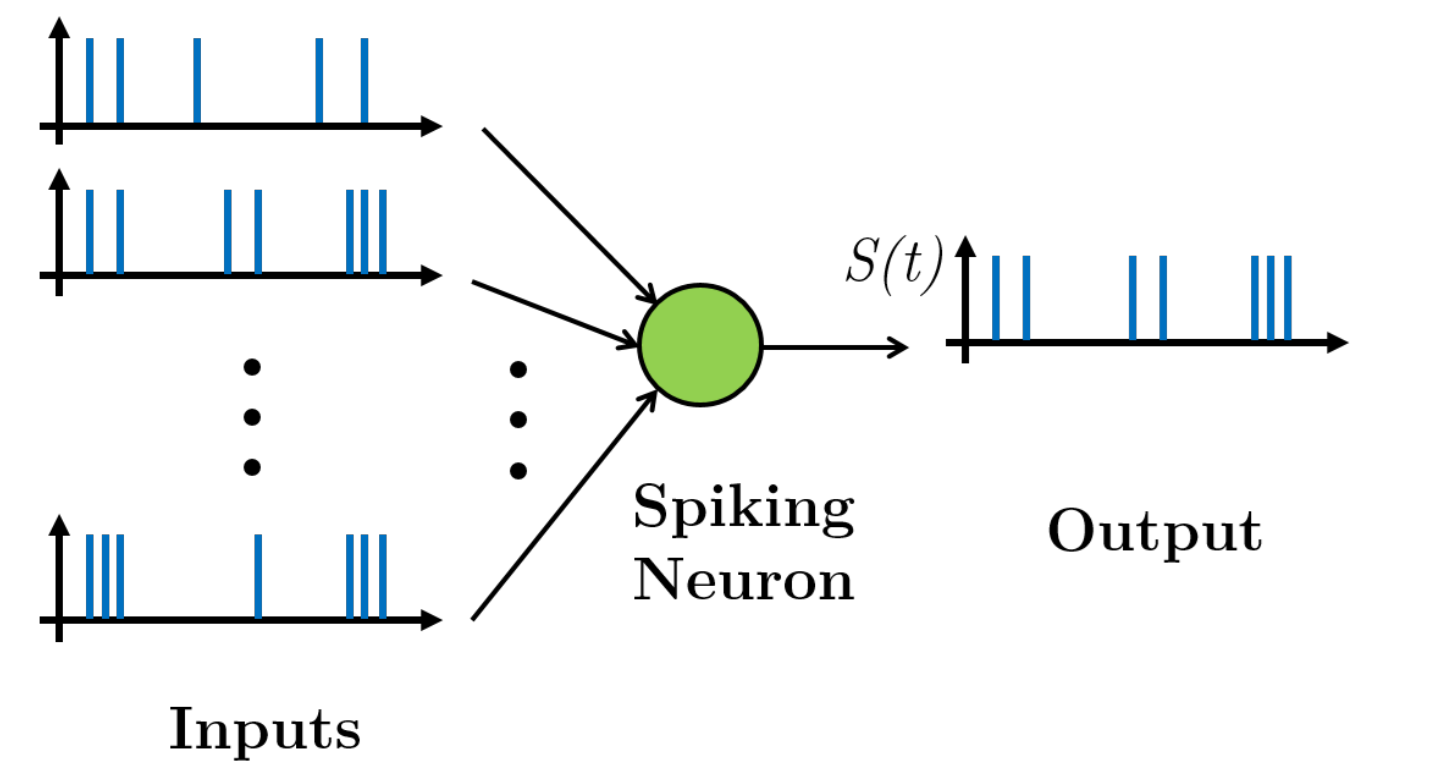 S(t)
Spiking
Neuron
Output
Inputs